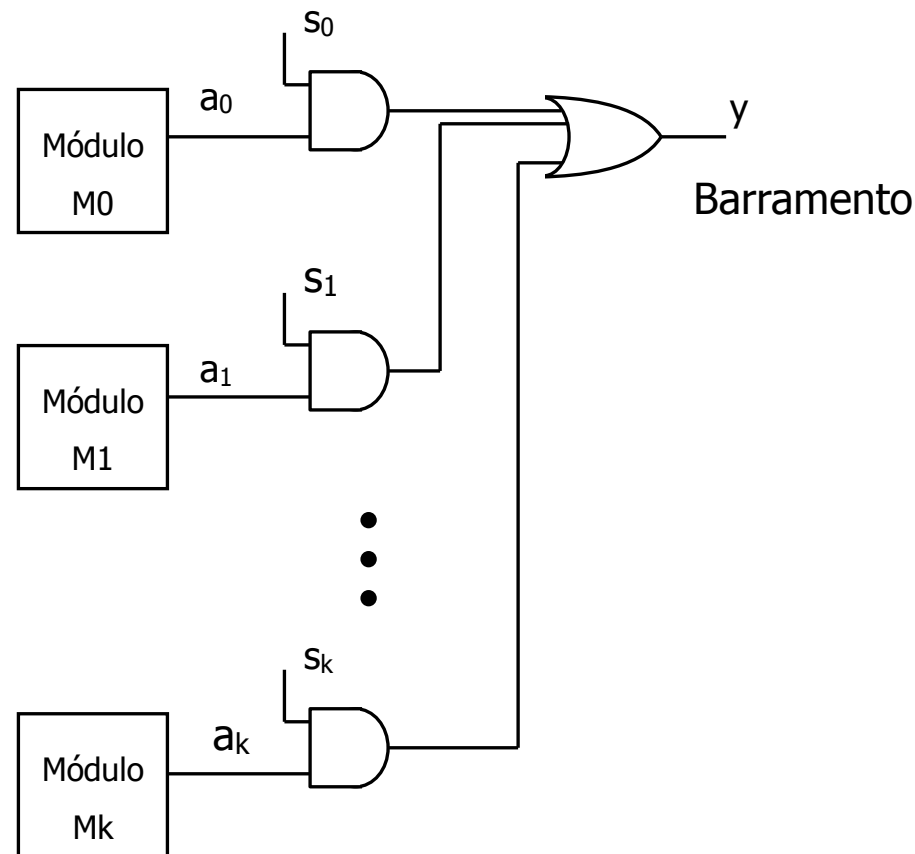 s₀
a₀
y
Módulo
M0
Barramento
s₁
a₁
Módulo
M1
sₖ
aₖ
Módulo
Mk